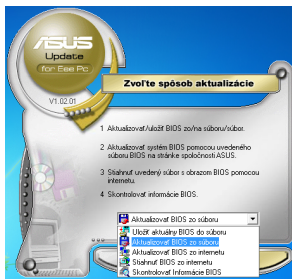 ASUS
Update
for Eee Pc
V1.02.01
Zvoľte spôsob aktualizácie
1 Aktualizovať/uložiť BIOS zo/na súboru/súbor.
2 Aktualizovať systém BIOS pomocou uvedeného
súboru BIOS na stránke spoločnosti ASUS.
3 Stiahnuť uvedený súbor s obrazom BIOS pomocou
internetu.
4 Skontrolovať informácie BIOS.
Aktualizovať BIOS zo súboru
Uložiť aktuálny BIOS do súboru
Aktualizovať BIOS zo súboru
Aktualizovať BIOS zo internetu
Stiahnuť BIOS zo internetu
Skontrolovať Informácie BIOS